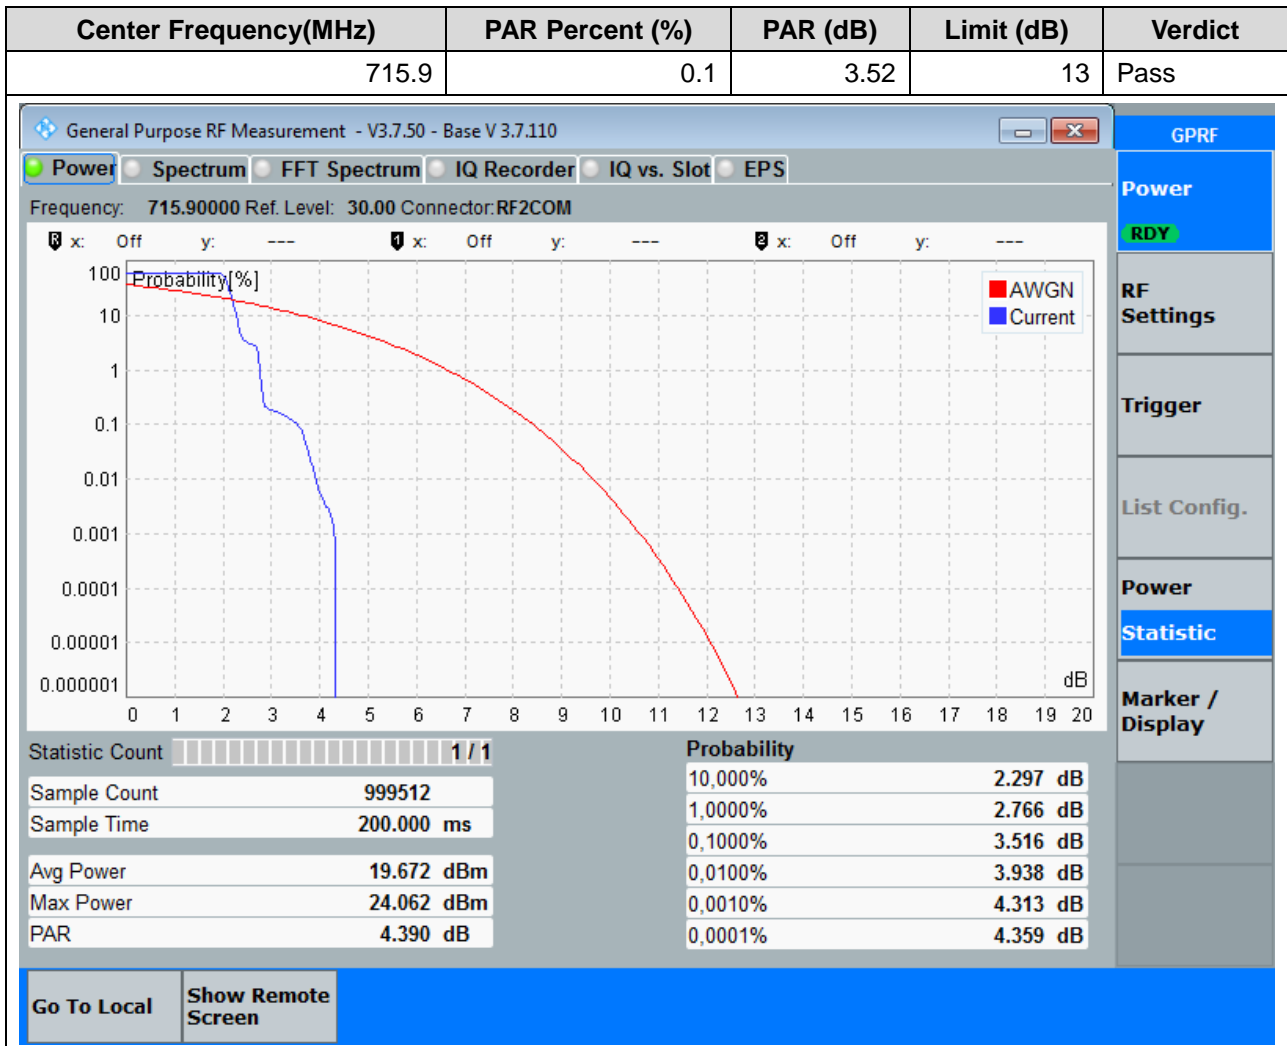 Center Frequency(MHz) PAR Percent (%) PAR (dB) Limit (dB) Verdict
715.9 0.1 3.52 13 Pass
General Purpose RF Measurement - V3.7.50 - Base V 3.7.110
GPRF
Power Spectrum FFT Spectrum IQ Recorder IQ vs. Slot EPS
Frequency: 715.90000 Ref. Level: 30.00 Connector: RF2COM
R x: Off y: --- 1 x: Off y: --- 2 x: Off y: ---
Probability[%]
AWGN
Current
100
10
1
0.1
0.01
0.001
0.0001
0.00001
0.000001
dB
0 1 2 3 4 5 6 7 8 9 10 11 12 13 14 15 16 17 18 19 20
Statistic Count 1 / 1
Sample Count 999512
Sample Time 200.000 ms
Avg Power 19.672 dBm
Max Power 24.062 dBm
PAR 4.390 dB
Probability
10,000% 2.297 dB
1,0000% 2.766 dB
0,1000% 3.516 dB
0,0100% 3.938 dB
0,0010% 4.313 dB
0,0001% 4.359 dB
Power
RDY
RF
Settings
Trigger
List Config.
Power
Statistic
Marker /
Display
Go To Local
Show Remote
Screen